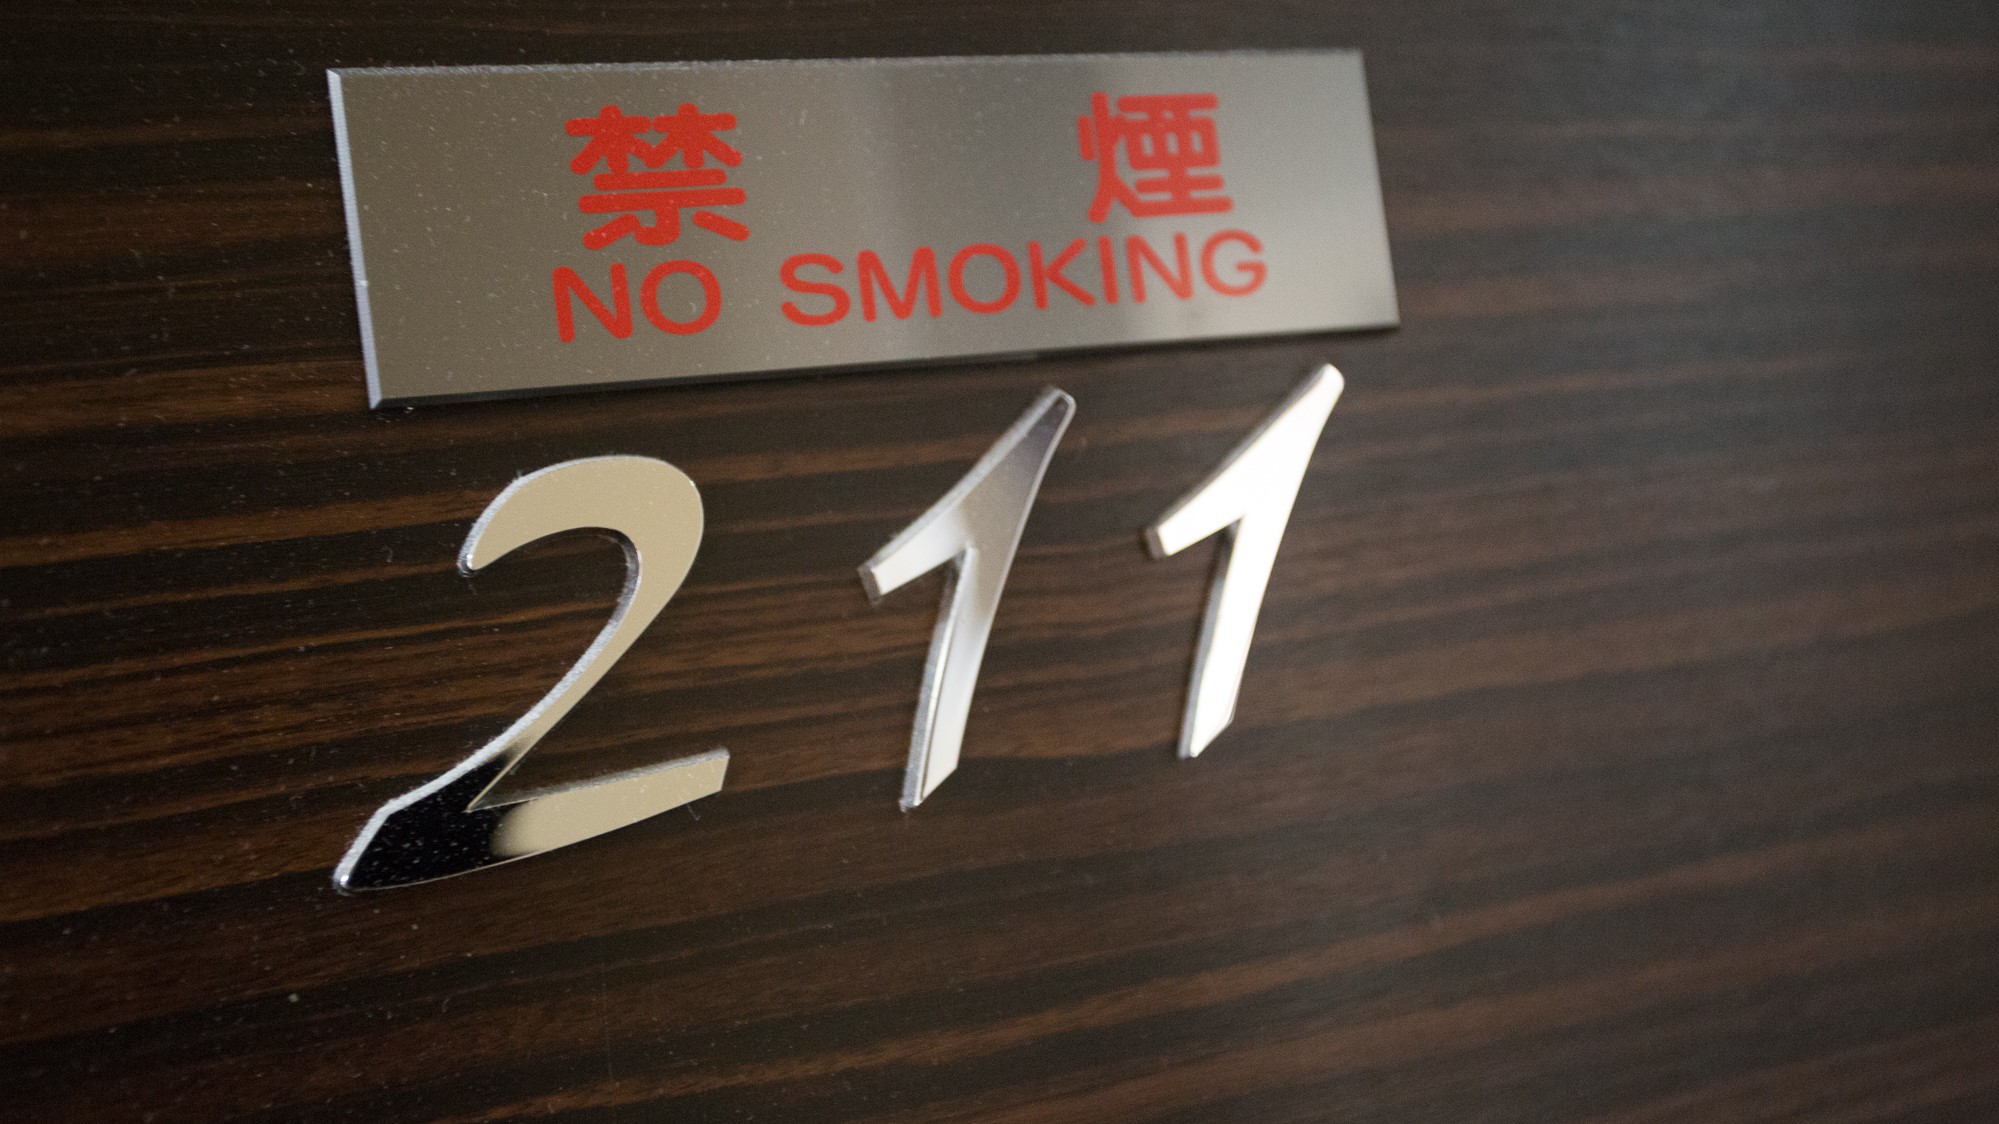 禁 煙
NO SMOKING
211